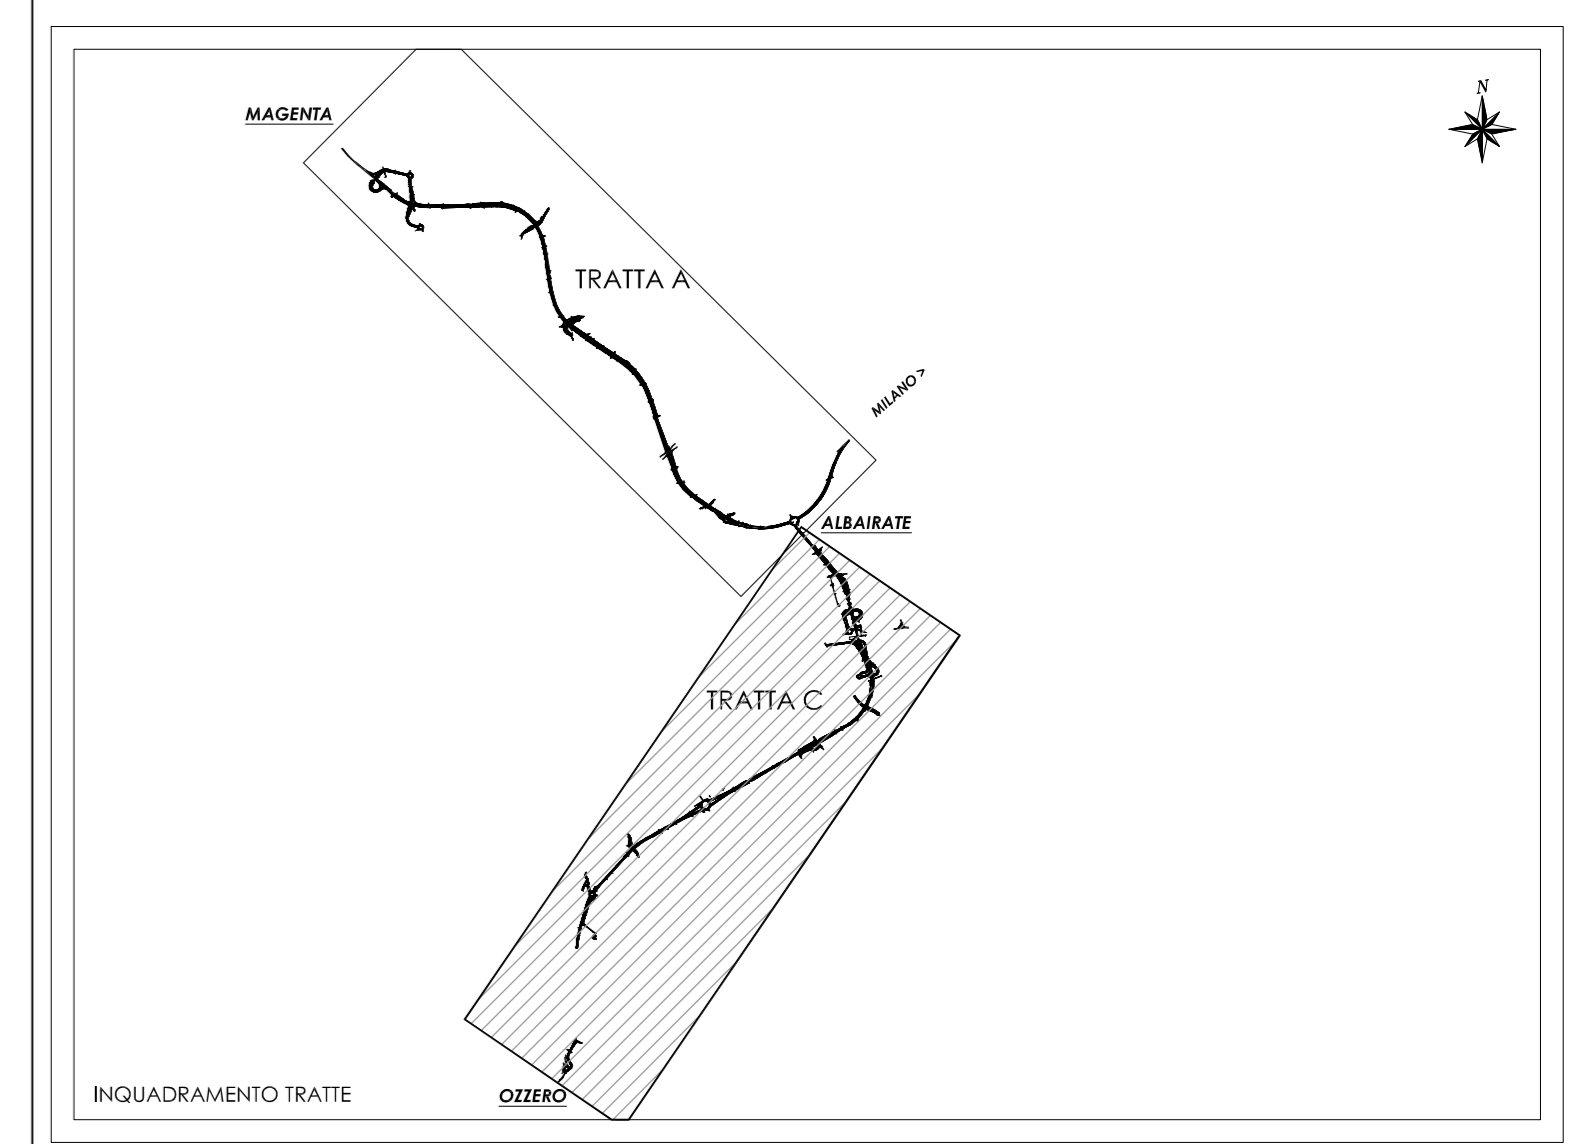 N
MAGENTA
TRATTA A
MILANO >
ALBAIRATE
TRATTA C
INQUADRAMENTO TRATTE
OZZERO